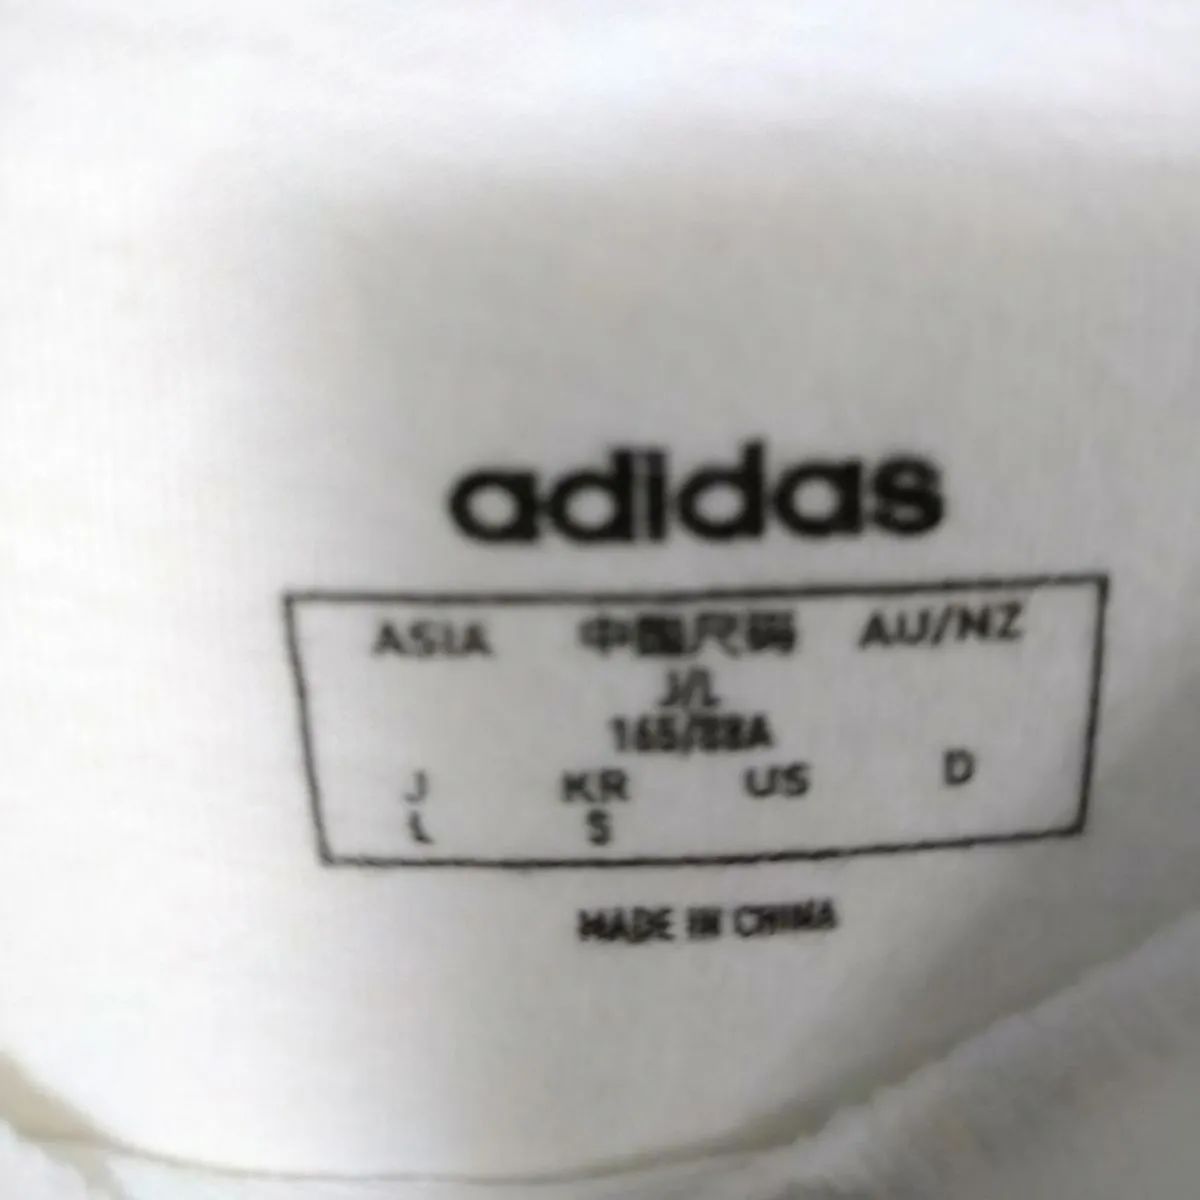 adidas
ASIA 中国尺码 AU/NZ
J/L
165/88A
J KR US D
L S
MADE IN CHINA